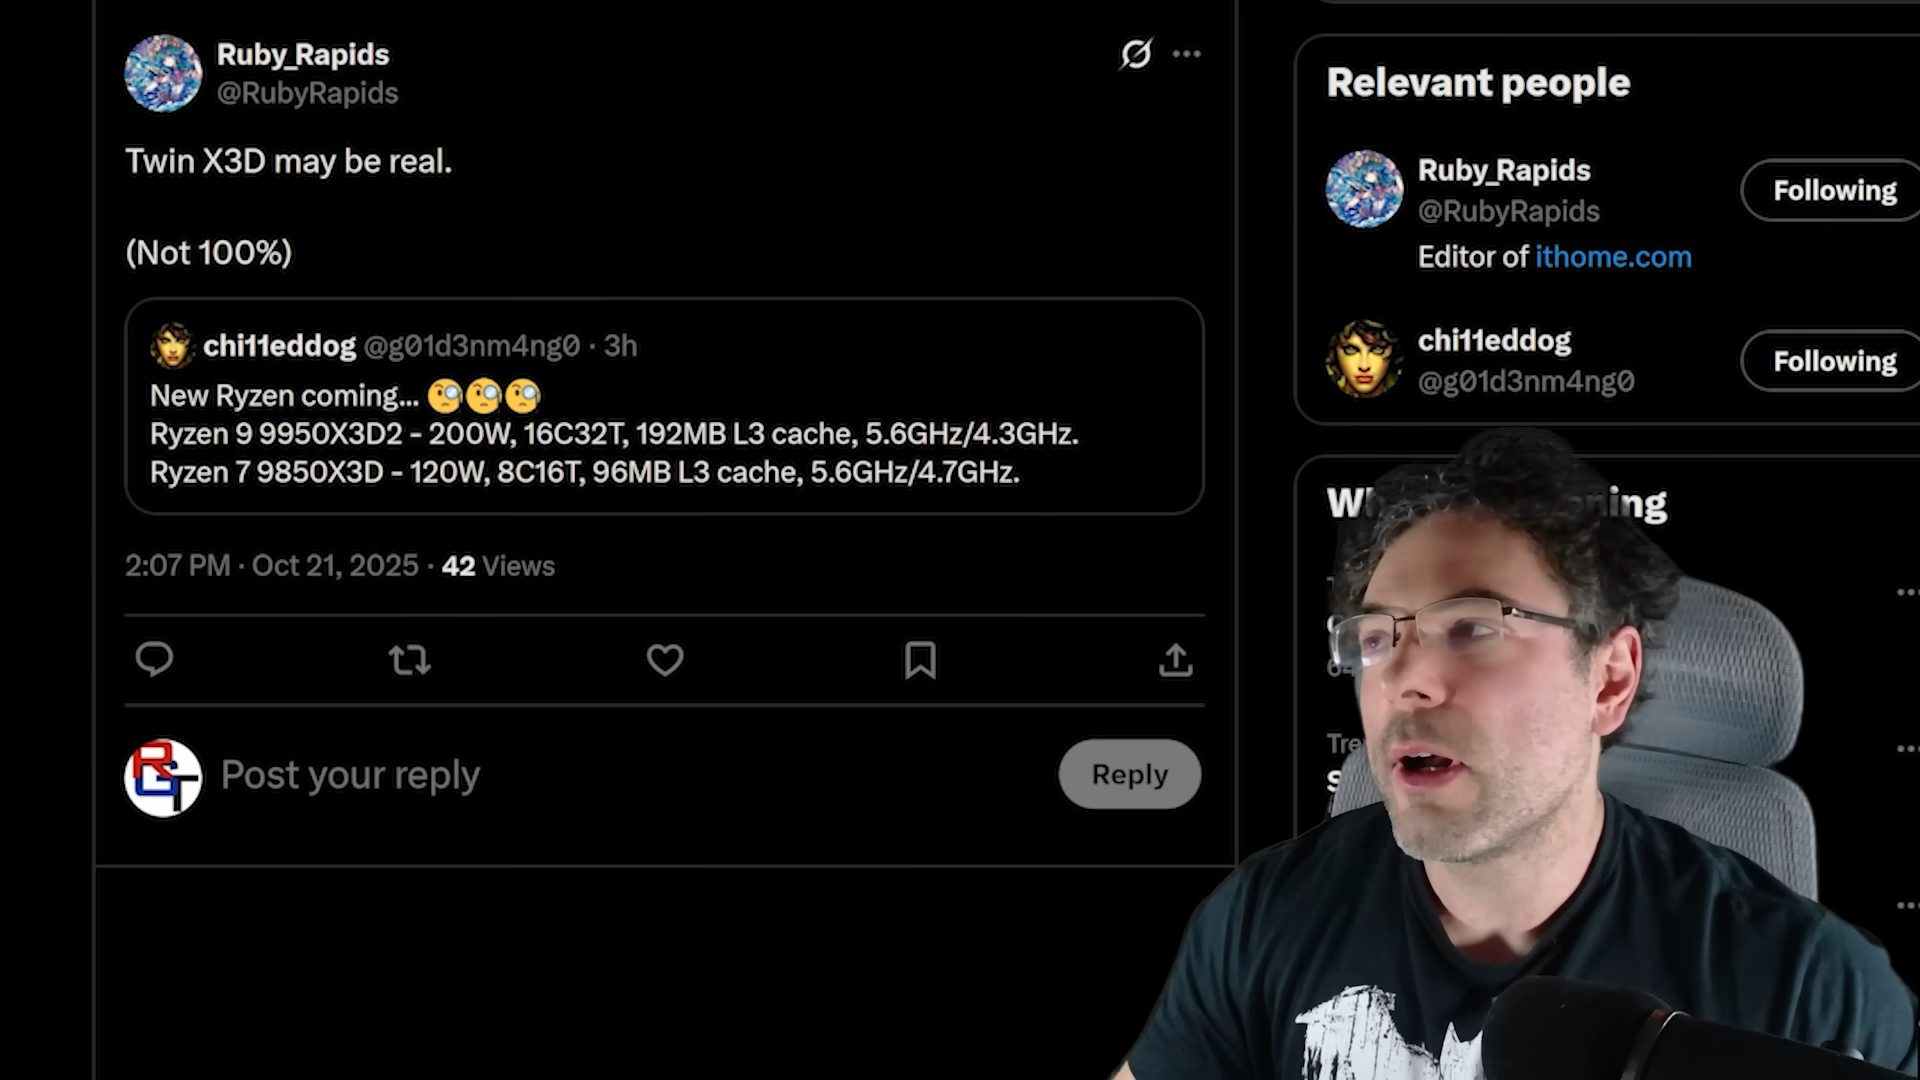 Ruby_Rapids
@RubyRapids
Twin X3D may be real.
(Not 100%)
chi11eddog @g01d3nm4ng0 · 3h
New Ryzen coming... 🧐🧐🧐
Ryzen 9 9950X3D2 - 200W, 16C32T, 192MB L3 cache, 5.6GHz/4.3GHz.
Ryzen 7 9850X3D - 120W, 8C16T, 96MB L3 cache, 5.6GHz/4.7GHz.
2:07 PM · Oct 21, 2025 · 42 Views
RGT
Post your reply
Reply
Relevant people
Ruby_Rapids
@RubyRapids
Following
Editor of ithome.com
chi11eddog
@g01d3nm4ng0
Following